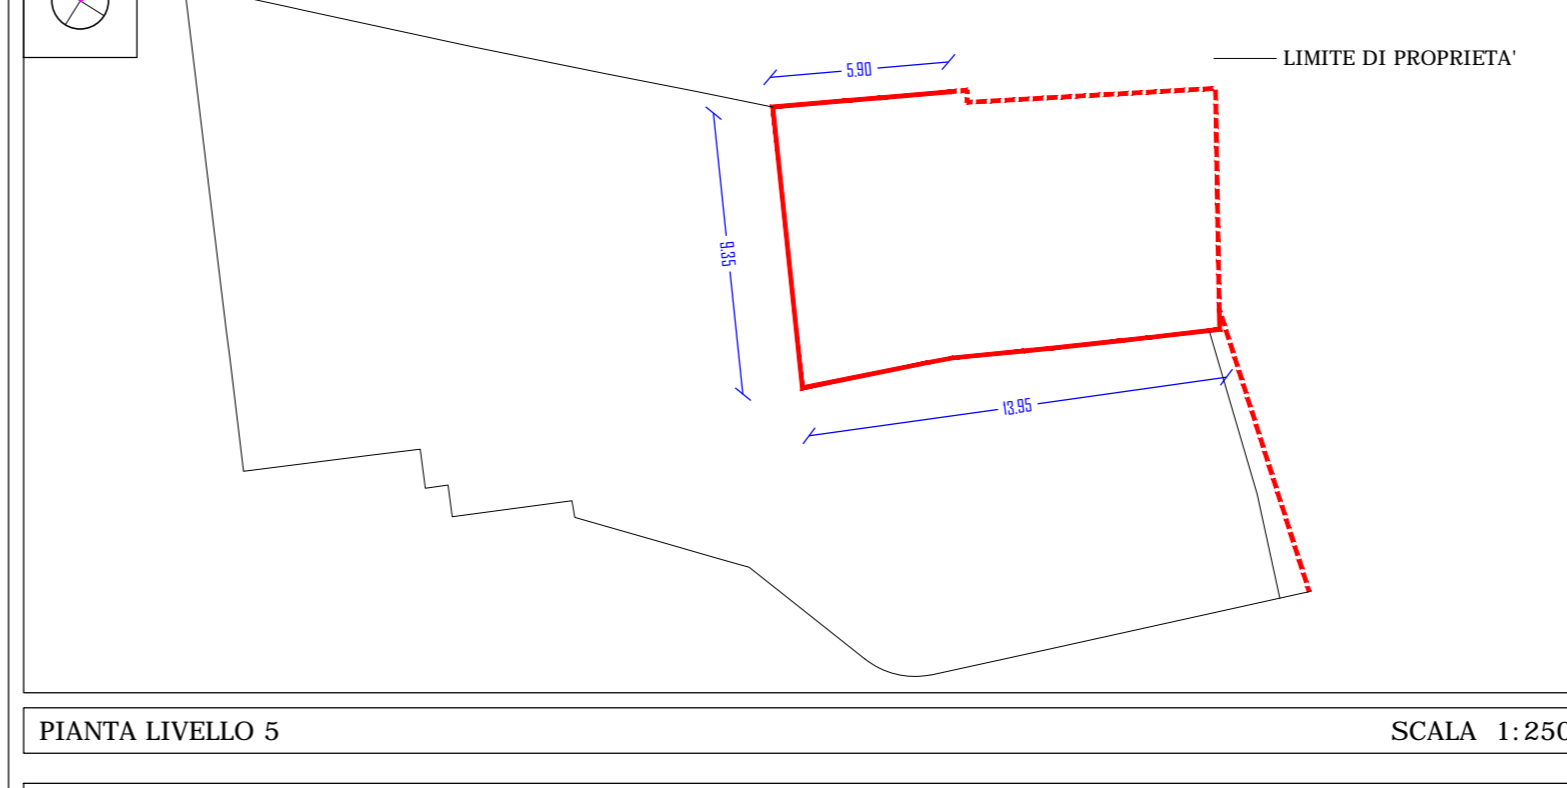 LIMITE DI PROPRIETA'
5.90
9.35
13.95
PIANTA LIVELLO 5
SCALA 1:250